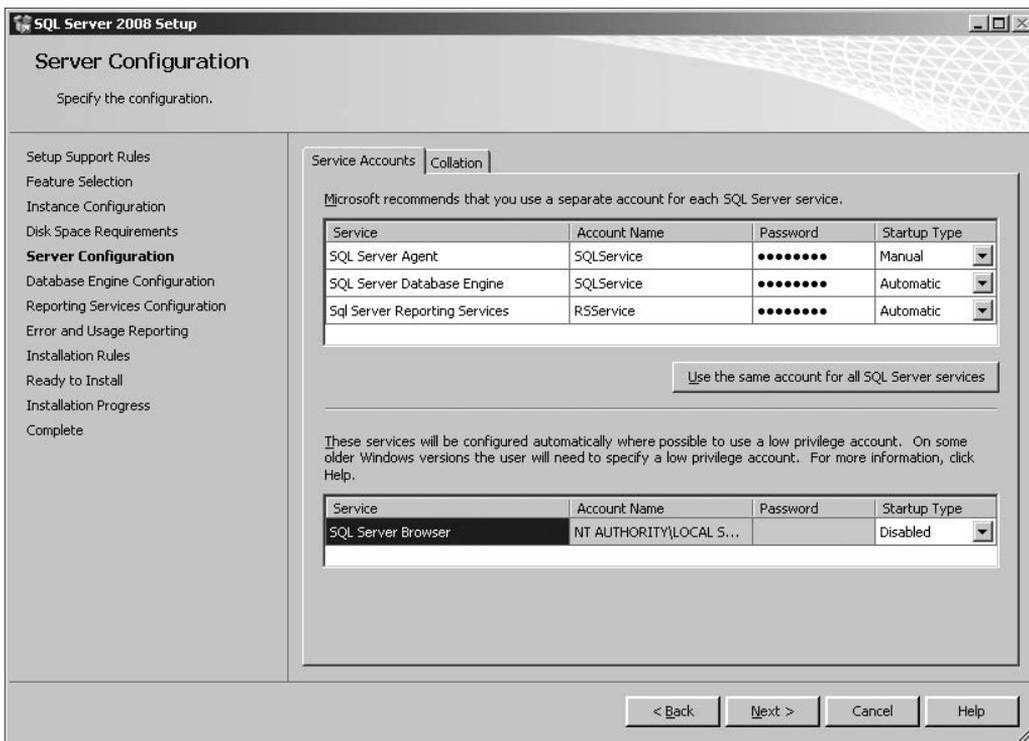 SQL Server 2008 Setup
Server Configuration
Specify the configuration.
Setup Support Rules
Feature Selection
Instance Configuration
Disk Space Requirements
Server Configuration
Database Engine Configuration
Reporting Services Configuration
Error and Usage Reporting
Installation Rules
Ready to Install
Installation Progress
Complete
Service Accounts Collation
Microsoft recommends that you use a separate account for each SQL Server service.
Service Account Name Password Startup Type
SQL Server Agent SQLService ●●●●●●●● Manual
SQL Server Database Engine SQLService ●●●●●●●● Automatic
Sql Server Reporting Services RSService ●●●●●●●● Automatic
Use the same account for all SQL Server services
These services will be configured automatically where possible to use a low privilege account. On some
older Windows versions the user will need to specify a low privilege account. For more information, click
Help.
Service Account Name Password Startup Type
SQL Server Browser NT AUTHORITY\LOCAL S... Disabled
< Back Next > Cancel Help